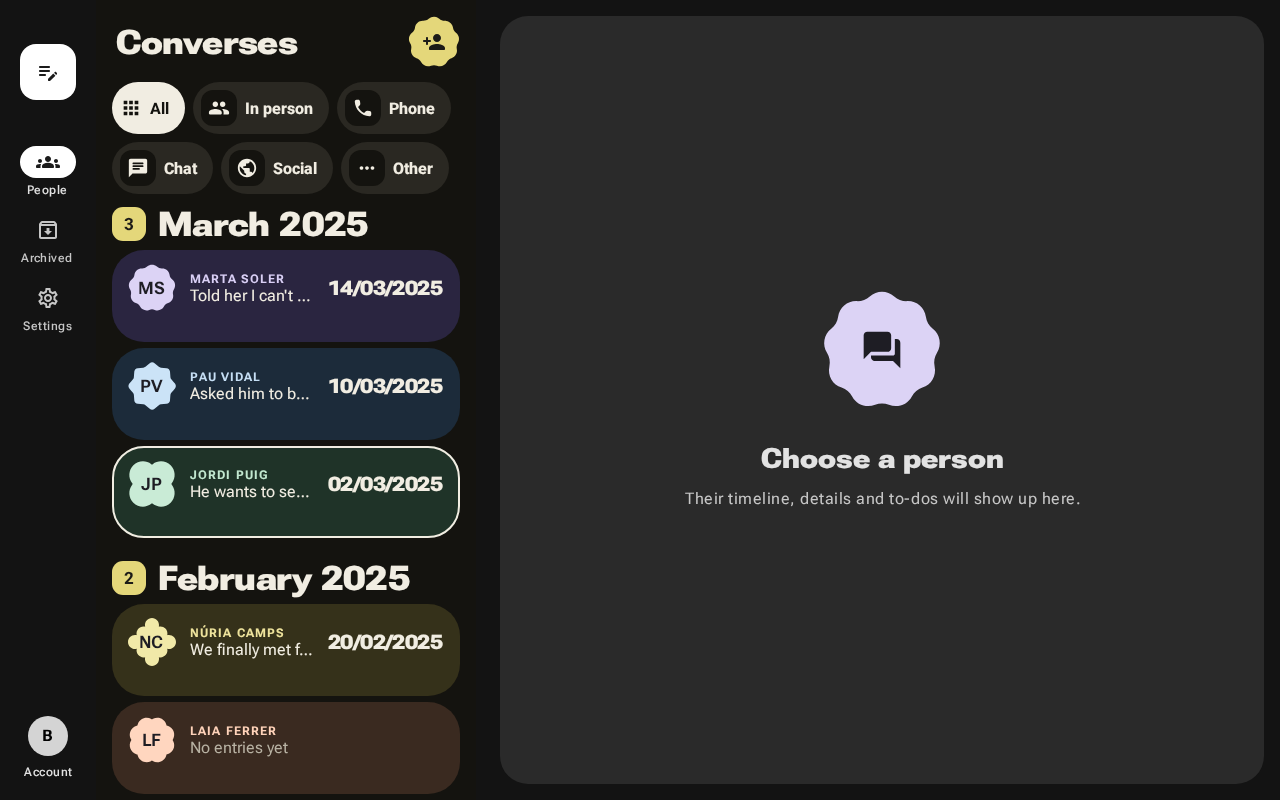 Converses
All
In person
Phone
Chat
Social
Other
People
Archived
Settings
3 March 2025
MS
MARTA SOLER
Told her I can't ...
14/03/2025
PV
PAU VIDAL
Asked him to b...
10/03/2025
JP
JORDI PUIG
He wants to se...
02/03/2025
2 February 2025
NC
NÚRIA CAMPS
We finally met f...
20/02/2025
LF
LAIA FERRER
No entries yet
B
Account
Choose a person
Their timeline, details and to-dos will show up here.